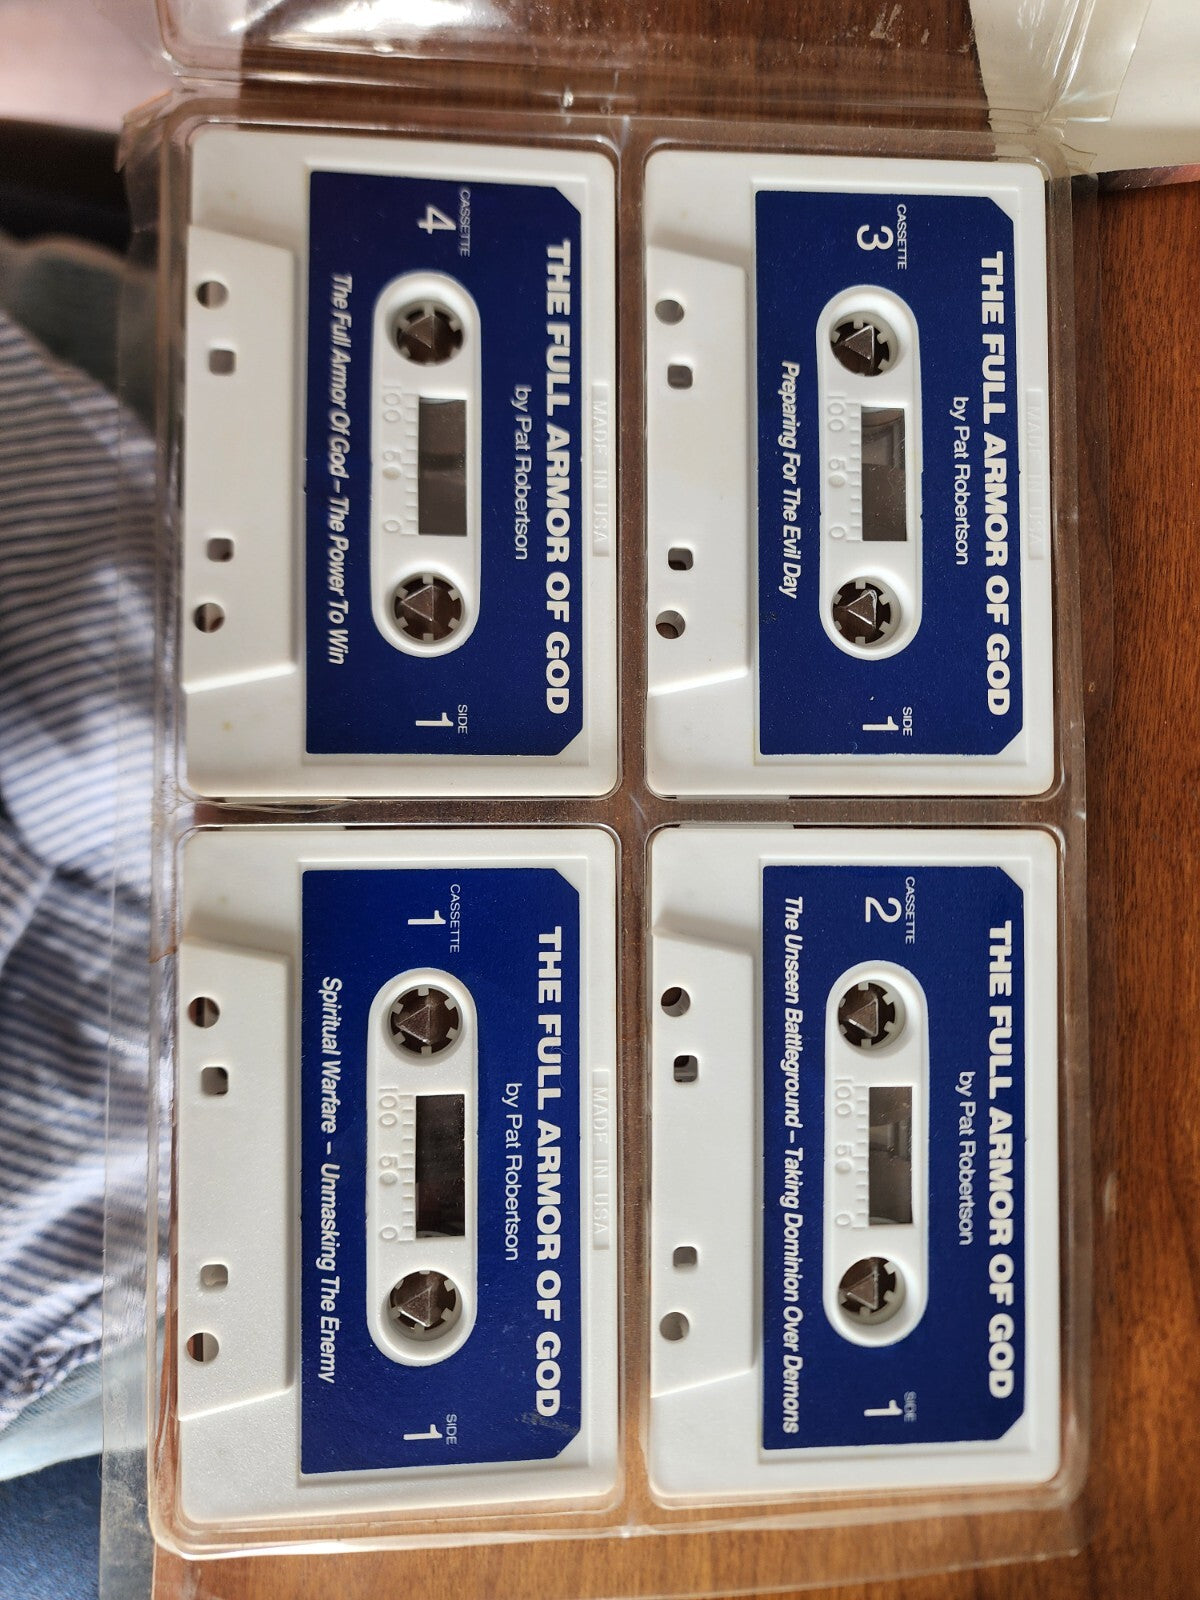 THE FULL ARMOR OF GOD
by Pat Robertson
CASSETTE
4
SIDE
1
The Full Armor Of God – The Power To Win
MADE IN USA
100 50 0
THE FULL ARMOR OF GOD
by Pat Robertson
CASSETTE
3
SIDE
1
Preparing For The Evil Day
MADE IN USA
100 50 0
THE FULL ARMOR OF GOD
by Pat Robertson
CASSETTE
1
SIDE
1
Spiritual Warfare – Unmasking The Enemy
MADE IN USA
100 50 0
THE FULL ARMOR OF GOD
by Pat Robertson
CASSETTE
2
SIDE
1
The Unseen Battleground – Taking Dominion Over Demons
100 50 0